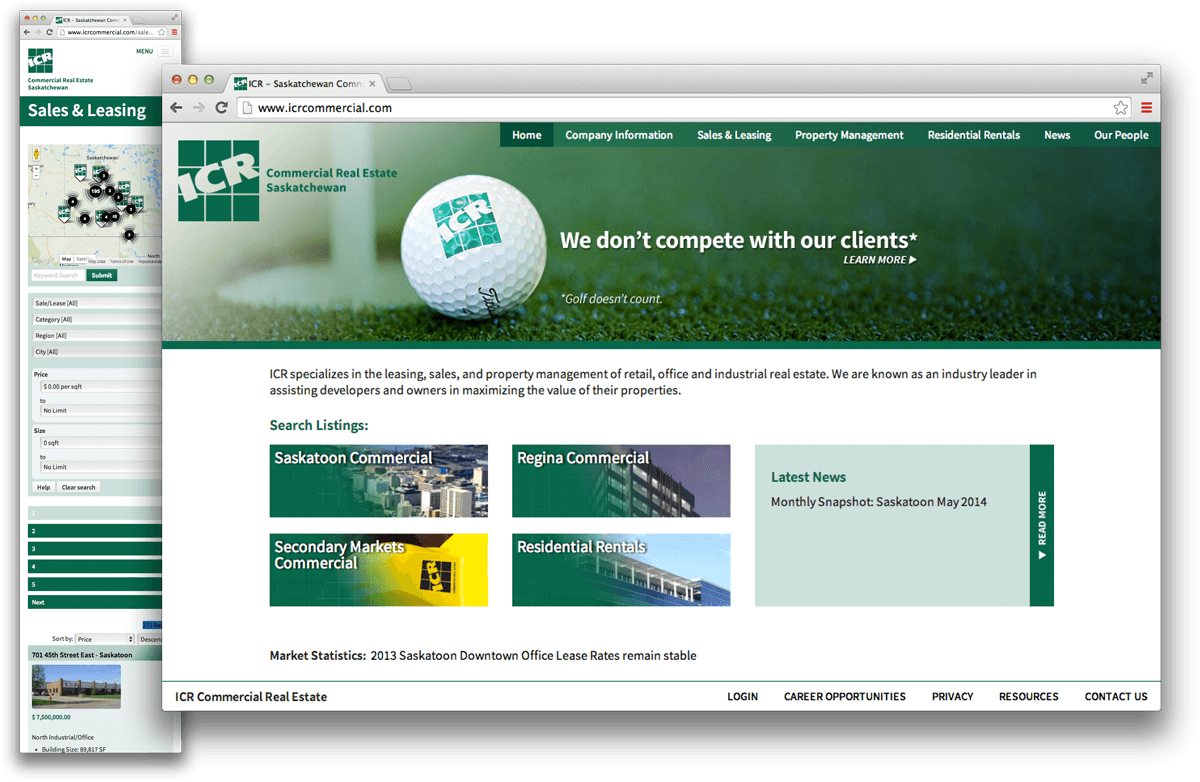 ICR – Saskatchewan Comm
www.icrcommercial.com/sale...
ICR
MENU
Commercial Real Estate
Saskatchewan
Sales & Leasing
Saskatchewan
Map
Map Data
Terms of Use
Keyword Search
Submit
Sale/Lease [All]
Category [All]
Region [All]
City [All]
Price
$ 0.00 per sqft
to
No Limit
Size
0 sqft
to
No Limit
Help
Clear search
1
2
3
4
5
Next
Sort by:
Price
Descen
701 45th Street East - Saskatoon
$ 7,500,000.00
North Industrial/Office
• Building Size: 89,817 SF
ICR – Saskatchewan Comm
www.icrcommercial.com
Home Company Information Sales & Leasing Property Management Residential Rentals News Our People
ICR
Commercial Real Estate
Saskatchewan
ICR
Titleist
We don't compete with our clients*
LEARN MORE ▶
*Golf doesn't count.
ICR specializes in the leasing, sales, and property management of retail, office and industrial real estate. We are known as an industry leader in
assisting developers and owners in maximizing the value of their properties.
Search Listings:
Saskatoon Commercial
Regina Commercial
Secondary Markets
Commercial
ICR
Residential Rentals
Latest News
Monthly Snapshot: Saskatoon May 2014
▼ READ MORE
Market Statistics: 2013 Saskatoon Downtown Office Lease Rates remain stable
ICR Commercial Real Estate
LOGIN CAREER OPPORTUNITIES PRIVACY RESOURCES CONTACT US